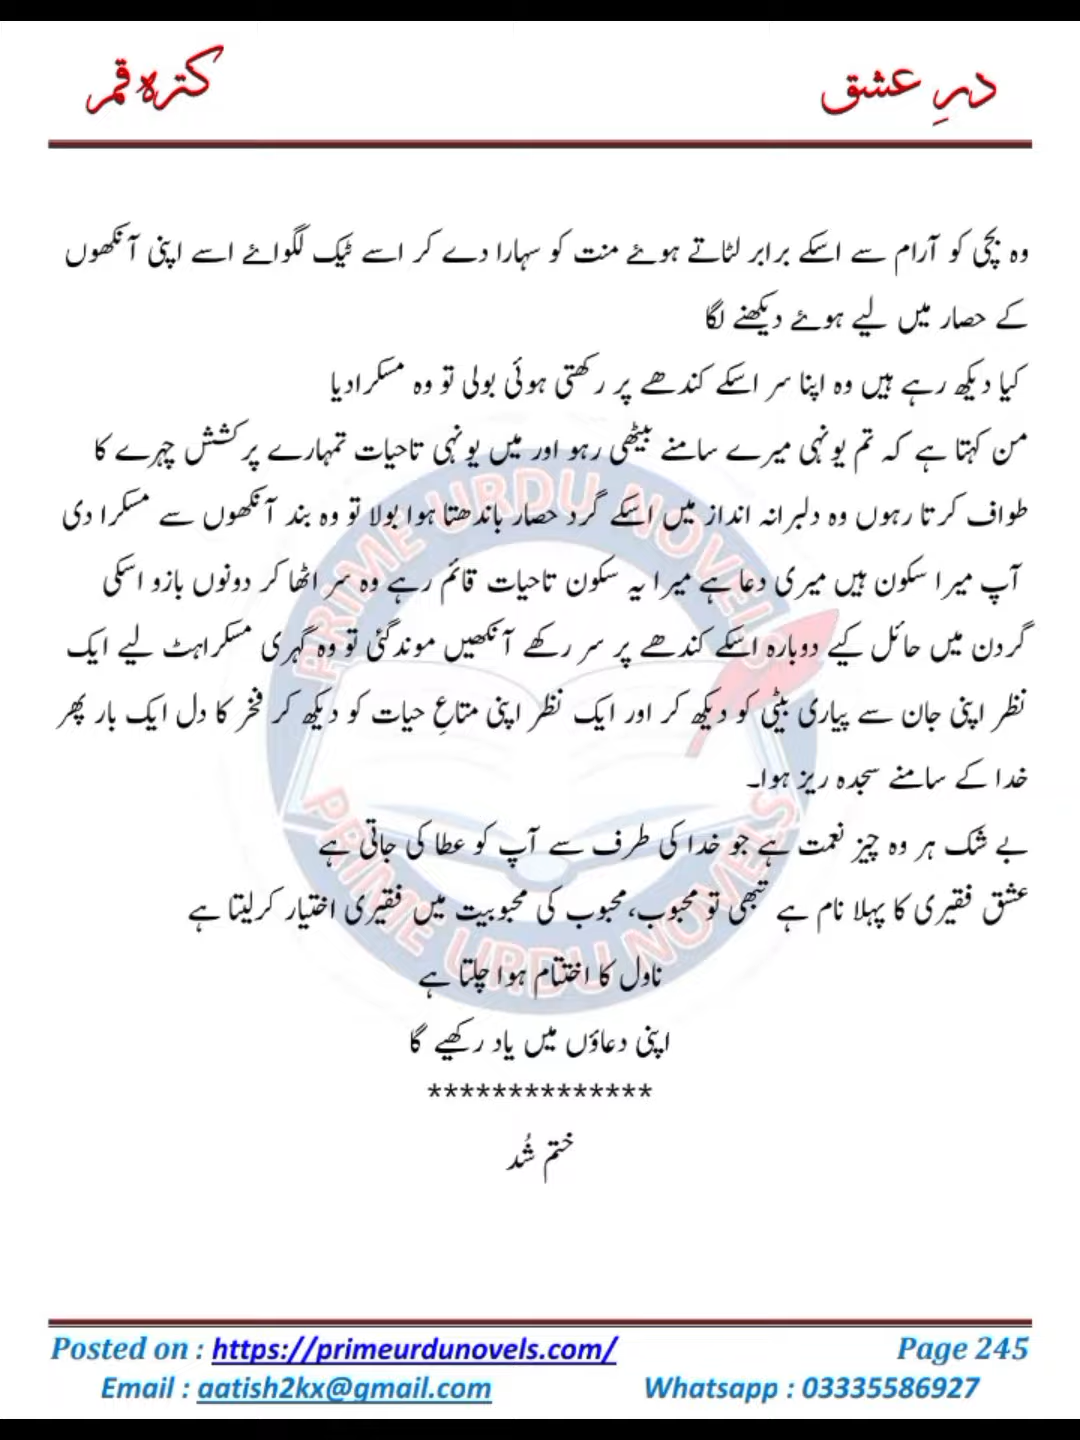 درِ عشق
کترہ قمر
وہ بچی کو آرام سے اسکے برابر لٹاتے ہوئے منت کو سہارا دے کر اسے ٹیک لگوائے اسے اپنی آنکھوں
کے حصار میں لیے ہوئے دیکھنے لگا
کیا دیکھ رہے ہیں وہ اپنا سر اسکے کندھے پر رکھتی ہوئی بولی تو وہ مسکرادیا
من کہتا ہے کہ تم یونہی میرے سامنے بیٹھی رہو اور میں یونہی تاحیات تمہارے پرکشش چہرے کا
طواف کرتا رہوں وہ دلبرانہ انداز میں اسکے گرد حصار باندھتا ہوا بولا تو وہ بند آنکھوں سے مسکرا دی
آپ میرا سکون ہیں میری دعا ہے میرا یہ سکون تاحیات قائم رہے وہ سر اٹھا کر دونوں بازو اسکی
گردن میں حائل کیے دوبارہ اسکے کندھے پر سر رکھے آنکھیں موندگئی تو وہ گہری مسکراہٹ لیے ایک
نظر اپنی جان سے پیاری بیٹی کو دیکھ کر اور ایک نظر اپنی متاعِ حیات کو دیکھ کر فخر کا دل ایک بار پھر
خدا کے سامنے سجدہ ریز ہوا۔
بے شک ہر وہ چیز نعمت ہے جو خدا کی طرف سے آپ کو عطا کی جاتی ہے
عشق فقیری کا پہلا نام ہے تبھی تو محبوب،محبوب کی محبوبیت میں فقیری اختیار کرلیتا ہے
ناول کا اختتام ہوا چلتا ہے
اپنی دعاؤں میں یاد رکھیے گا
**************
ختم شُد
PRIME URDU NOVELS
PRIME URDU NOVELS
Posted on : https://primeurdunovels.com/ Page 245
Email : aatish2kx@gmail.com Whatsapp : 03335586927